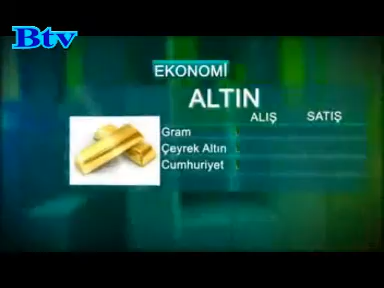 Btv
EKONOMİ
ALTIN
ALIŞ SATIŞ
Gram
Çeyrek Altın
Cumhuriyet